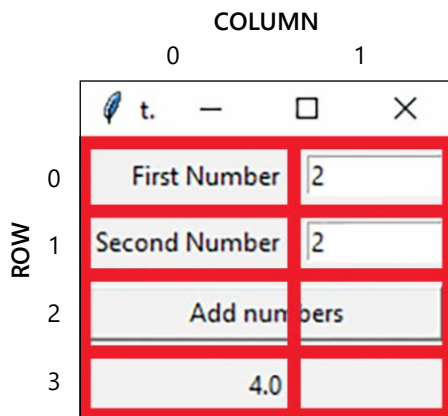 COLUMN
0 1
t.
ROW
0 First Number 2
1 Second Number 2
2 Add numbers
3 4.0